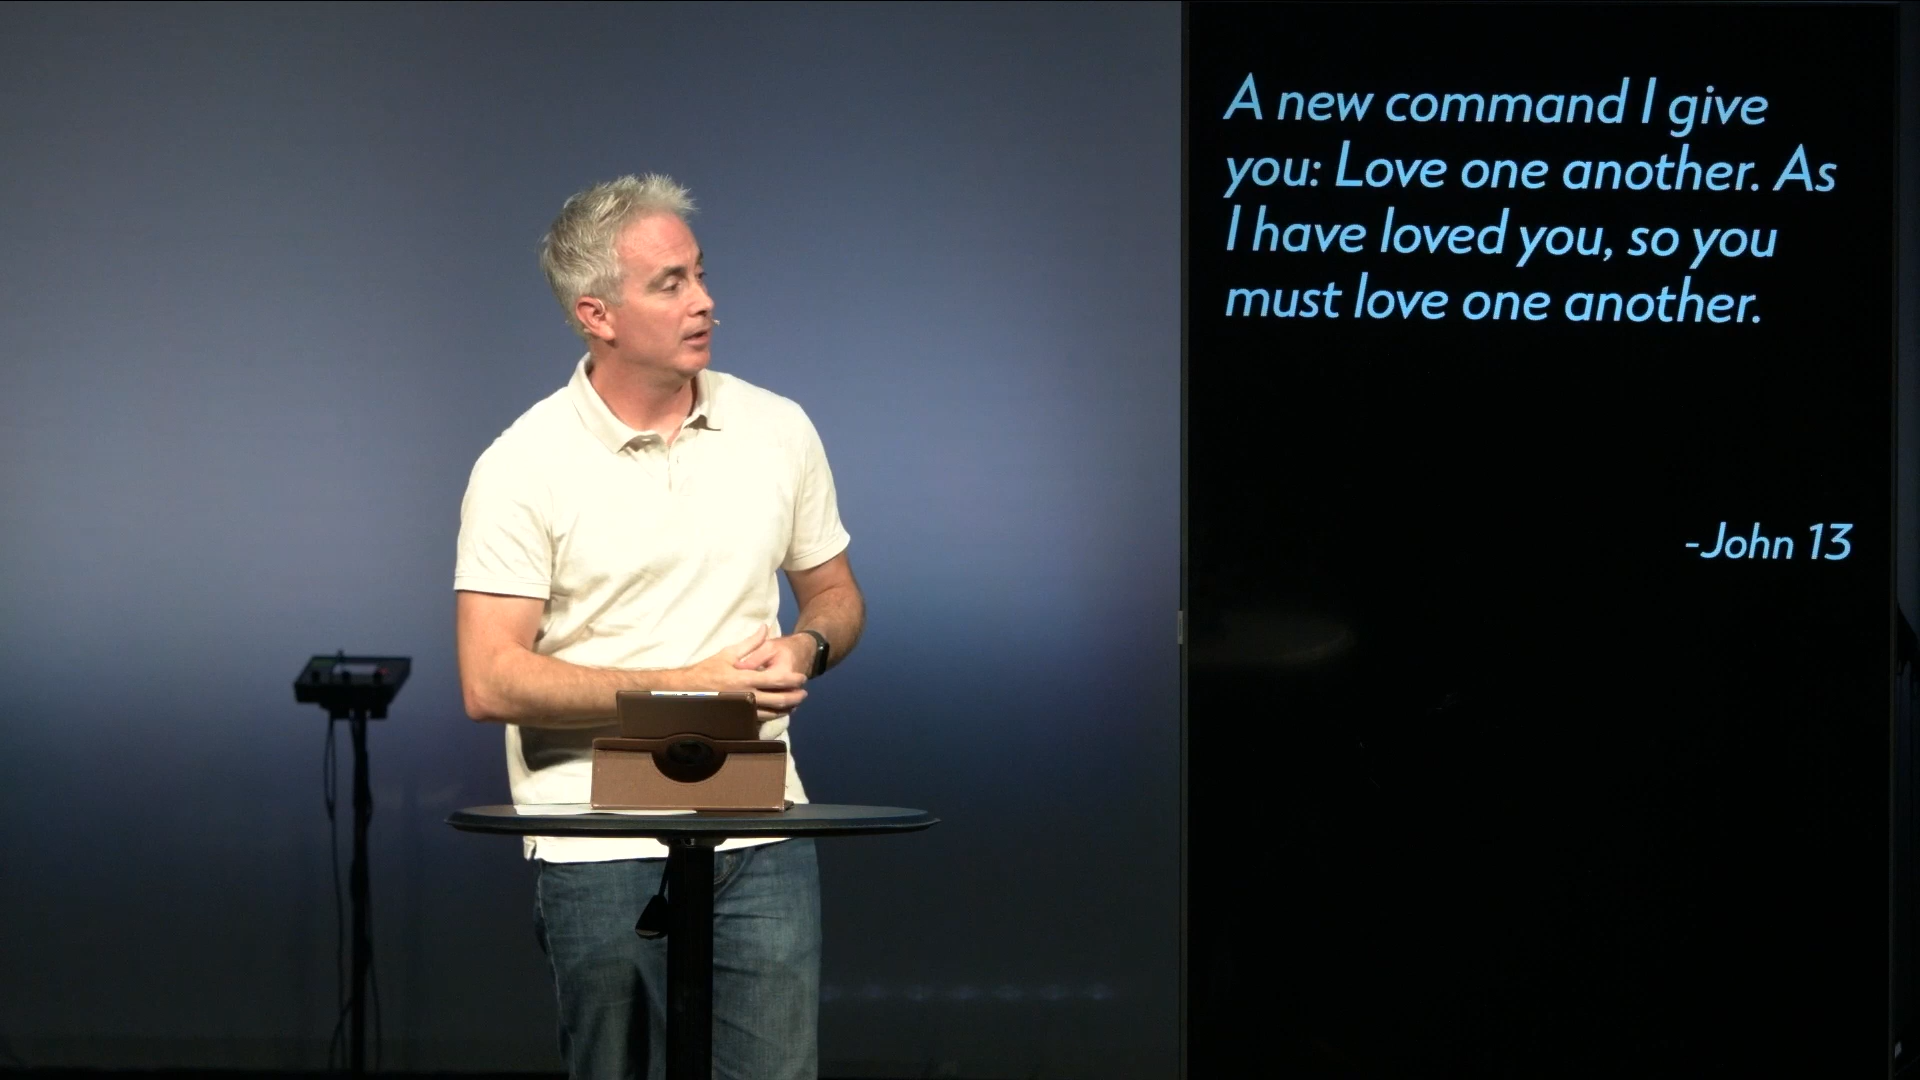 A new command I give
you: Love one another. As
I have loved you, so you
must love one another.
-John 13